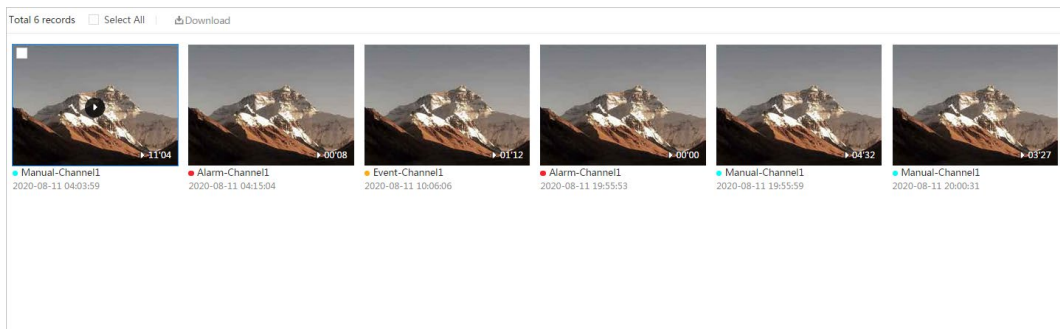 Total 6 records Select All Download
11'04 00'08 01'12 00'00 04'32 03'27
Manual-Channel1 Alarm-Channel1 Event-Channel1 Alarm-Channel1 Manual-Channel1 Manual-Channel1
2020-08-11 04:03:59 2020-08-11 04:15:04 2020-08-11 10:06:06 2020-08-11 19:55:53 2020-08-11 19:55:59 2020-08-11 20:00:31